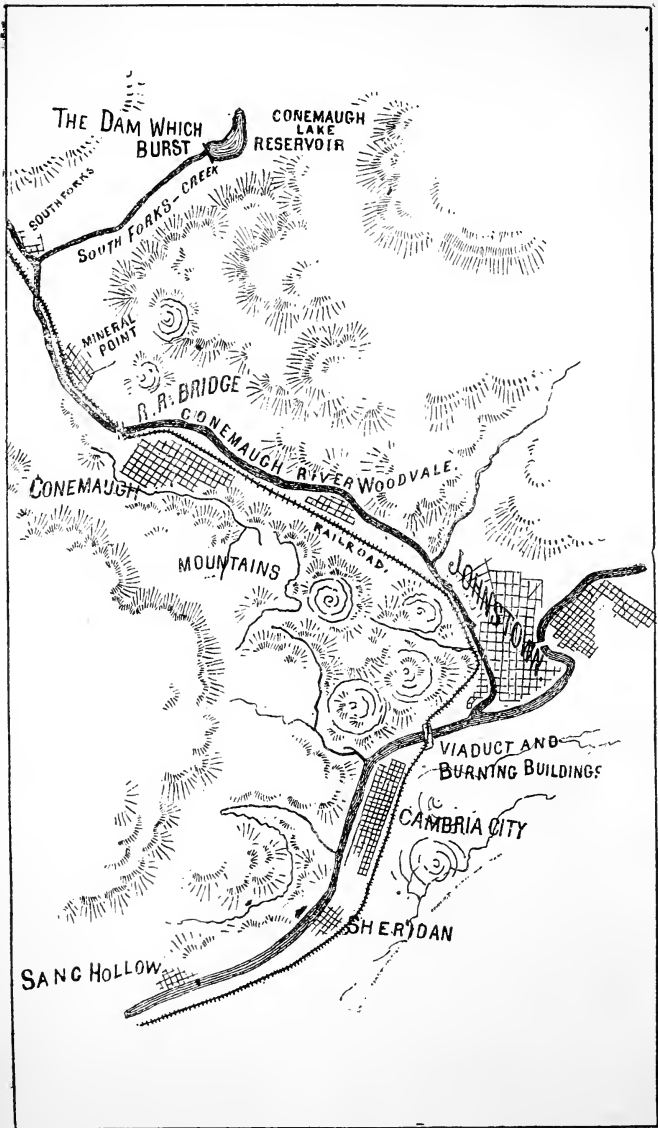 THE DAM WHICH
BURST
CONEMAUGH
LAKE
RESERVOIR
SOUTH FORKS
SOUTH FORKS-CREEK
MINERAL
POINT
R.R. BRIDGE
CONEMAUGH RIVER
WOODVALE.
CONEMAUGH
RAILROAD.
MOUNTAINS
JOHNSTOWN
VIADUCT AND
BURNING BUILDINGS
CAMBRIA CITY
SHERIDAN
SANG HOLLOW